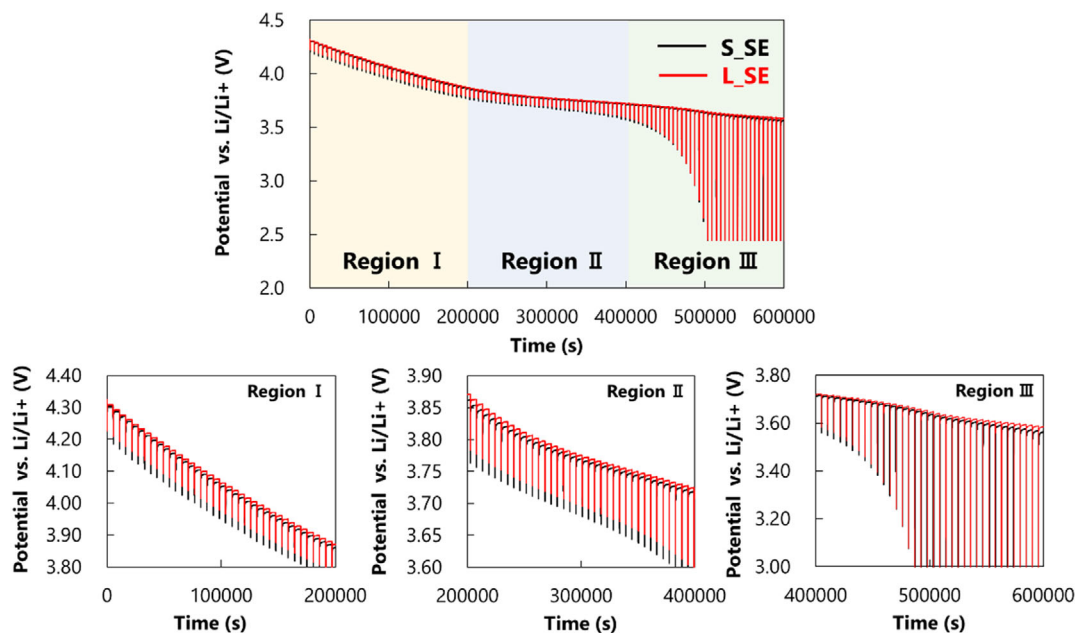 4.5
4.0
3.5
3.0
2.5
2.0
Potential vs. Li/Li+ (V)
S_SE
L_SE
Region Ⅰ
Region Ⅱ
Region Ⅲ
0
100000
200000
300000
400000
500000
600000
Time (s)
4.40
4.30
4.20
4.10
4.00
3.90
3.80
Potential vs. Li/Li+ (V)
Region Ⅰ
0
100000
200000
Time (s)
3.90
3.85
3.80
3.75
3.70
3.65
3.60
Potential vs. Li/Li+ (V)
Region Ⅱ
200000
300000
400000
Time (s)
3.80
3.60
3.40
3.20
3.00
Potential vs. Li/Li+ (V)
Region Ⅲ
400000
500000
600000
Time (s)